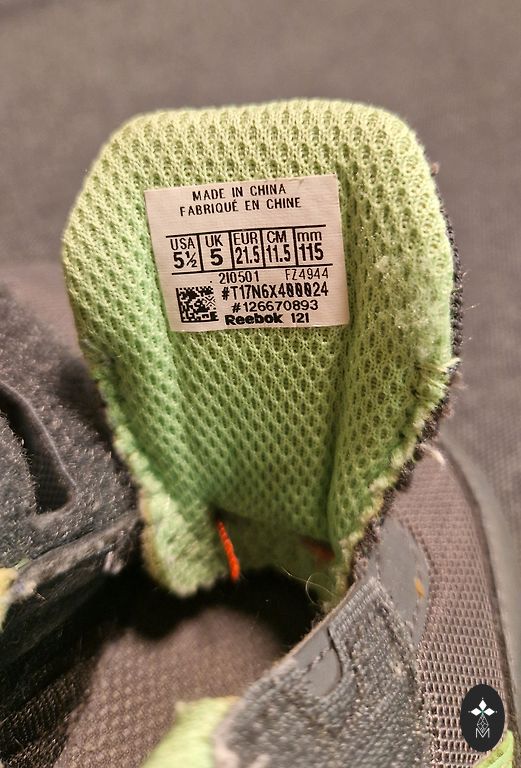 MADE IN CHINA
FABRIQUÉ EN CHINE
USA UK EUR CM mm
5½ 5 21.5 11.5 115
210501 FZ4944
#T17N6X400024
#126670893
Reebok 121
M